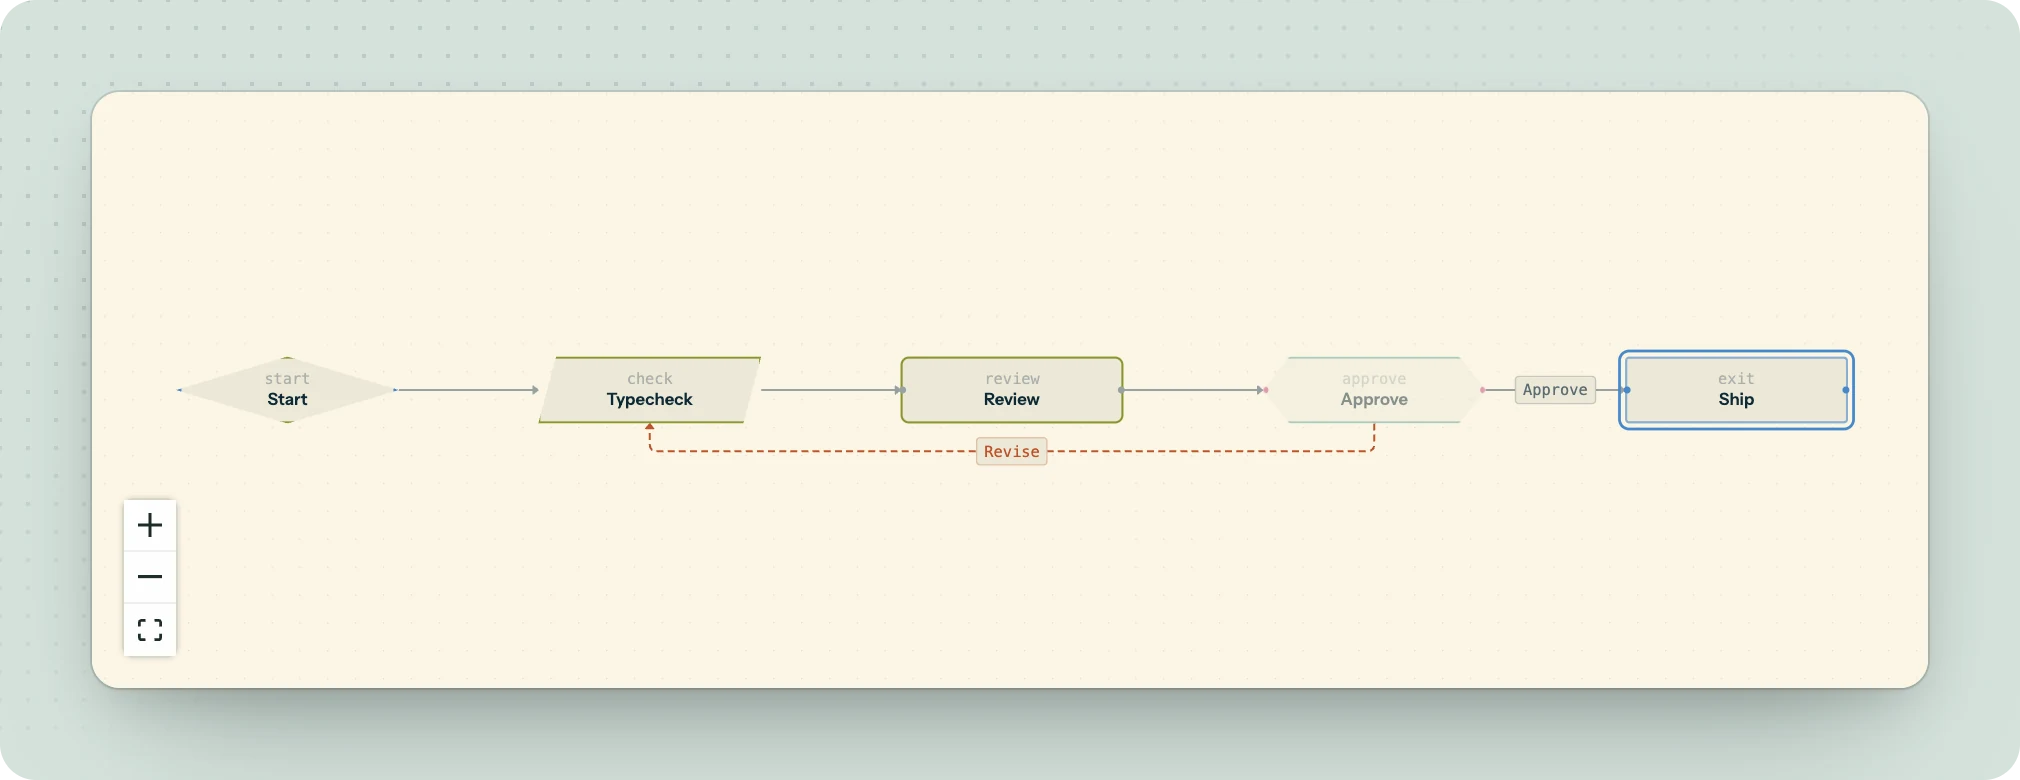 start
Start
check
Typecheck
review
Review
approve
Approve
Approve
exit
Ship
Revise